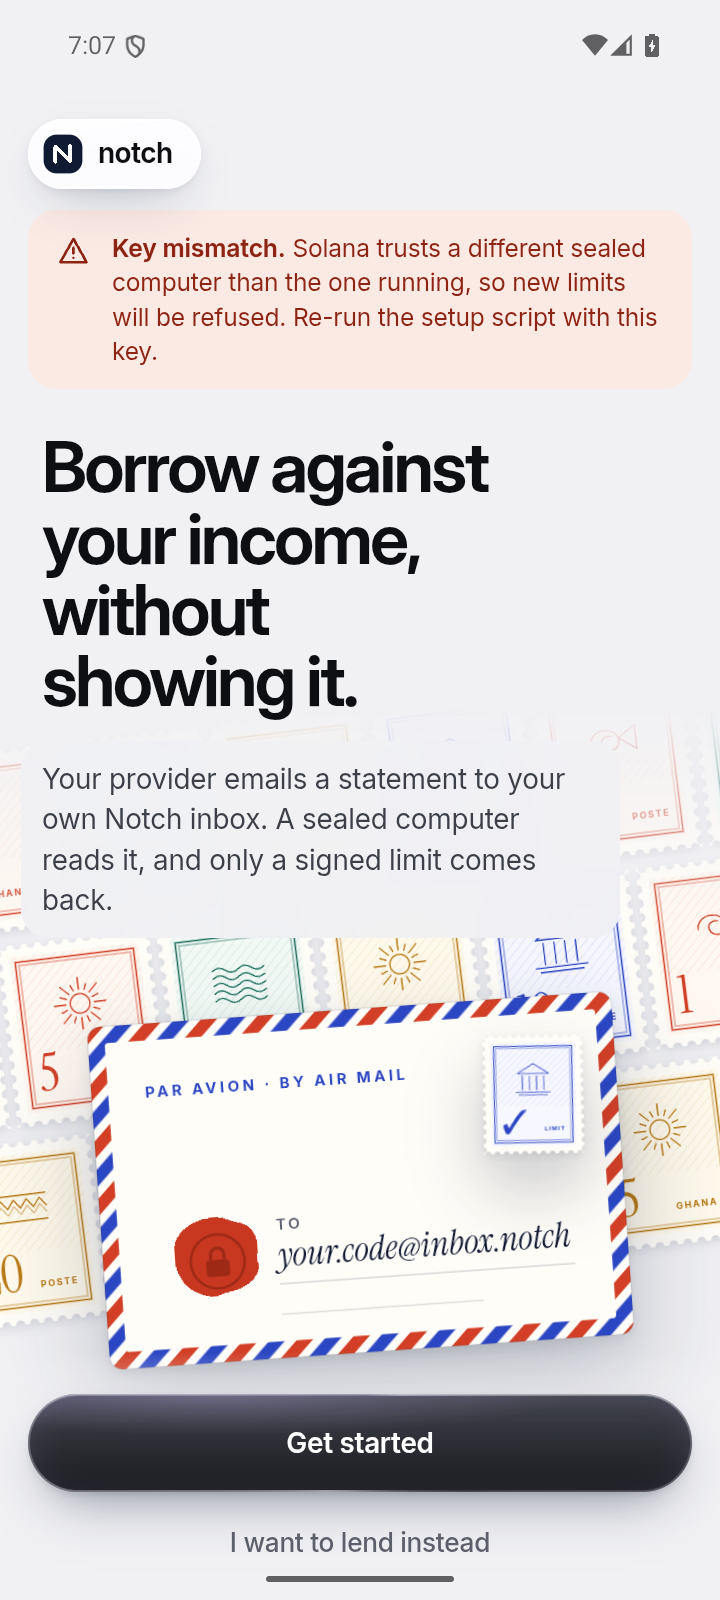 7:07
notch
Key mismatch. Solana trusts a different sealed
computer than the one running, so new limits
will be refused. Re-run the setup script with this
key.
Borrow against
your income,
without
showing it.
POSTE
Your provider emails a statement to your
own Notch inbox. A sealed computer
reads it, and only a signed limit comes
back.
5
1
PAR AVION · BY AIR MAIL
LIMIT
5
GHANA
TO
your.code@inbox.notch
POSTE
Get started
I want to lend instead